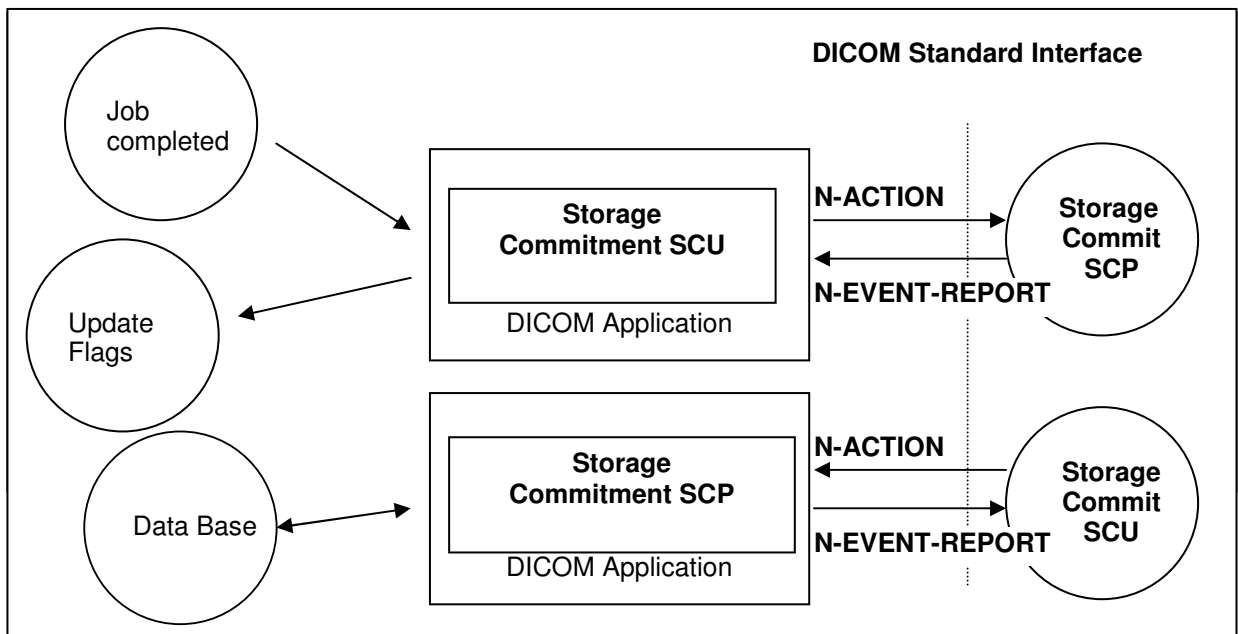 DICOM Standard Interface
Job
completed
Storage
Commitment SCU
DICOM Application
N-ACTION
N-EVENT-REPORT
Storage
Commit
SCP
Update
Flags
Data Base
Storage
Commitment SCP
DICOM Application
N-ACTION
N-EVENT-REPORT
Storage
Commit
SCU